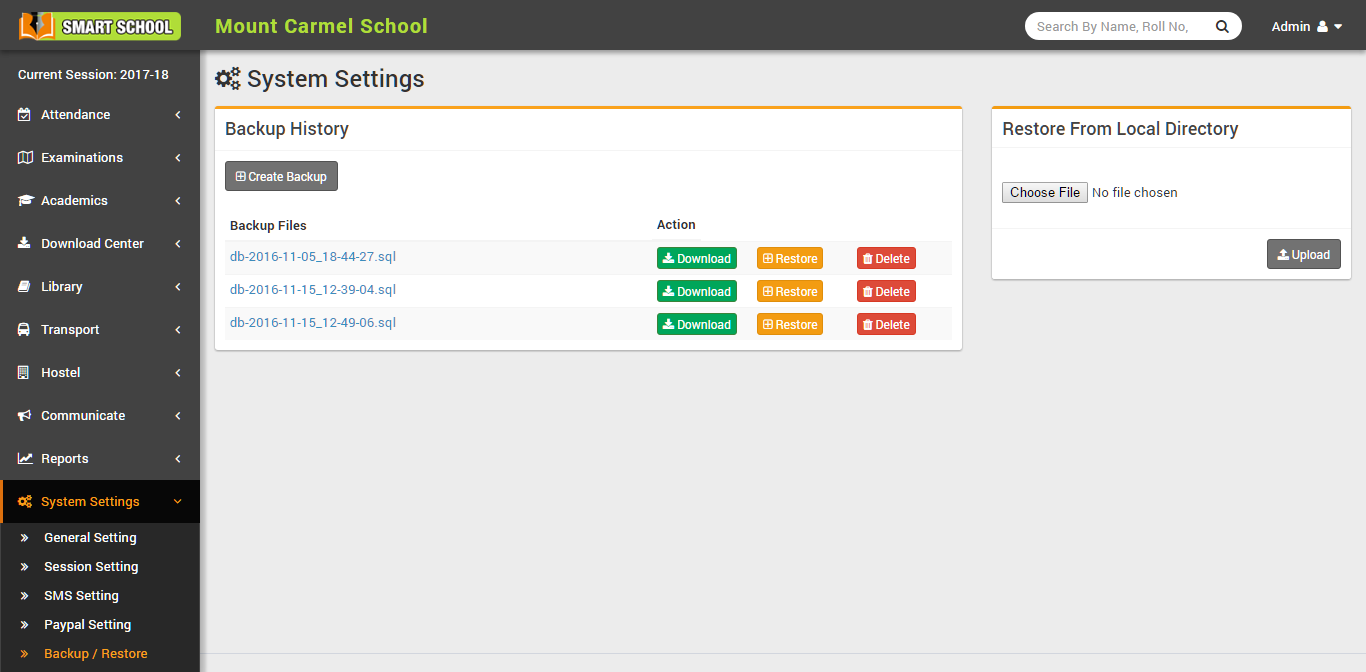 SMART SCHOOL
Mount Carmel School
Search By Name, Roll No,
Admin
Current Session: 2017-18
Attendance
Examinations
Academics
Download Center
Library
Transport
Hostel
Communicate
Reports
System Settings
General Setting
Session Setting
SMS Setting
Paypal Setting
Backup / Restore
System Settings
Backup History
Create Backup
Backup Files Action
db-2016-11-05_18-44-27.sql Download Restore Delete
db-2016-11-15_12-39-04.sql Download Restore Delete
db-2016-11-15_12-49-06.sql Download Restore Delete
Restore From Local Directory
Choose File No file chosen
Upload